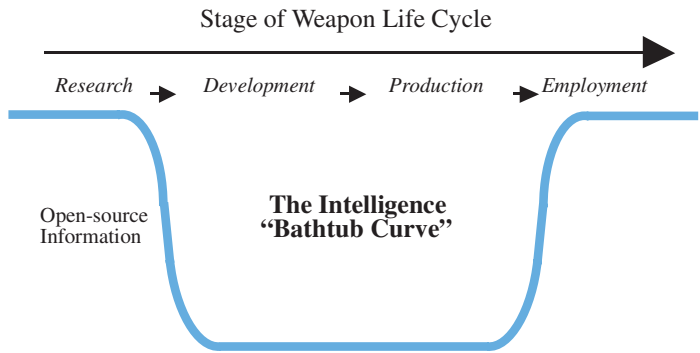 Stage of Weapon Life Cycle
Research Development Production Employment
Open-source
Information
The Intelligence
“Bathtub Curve”